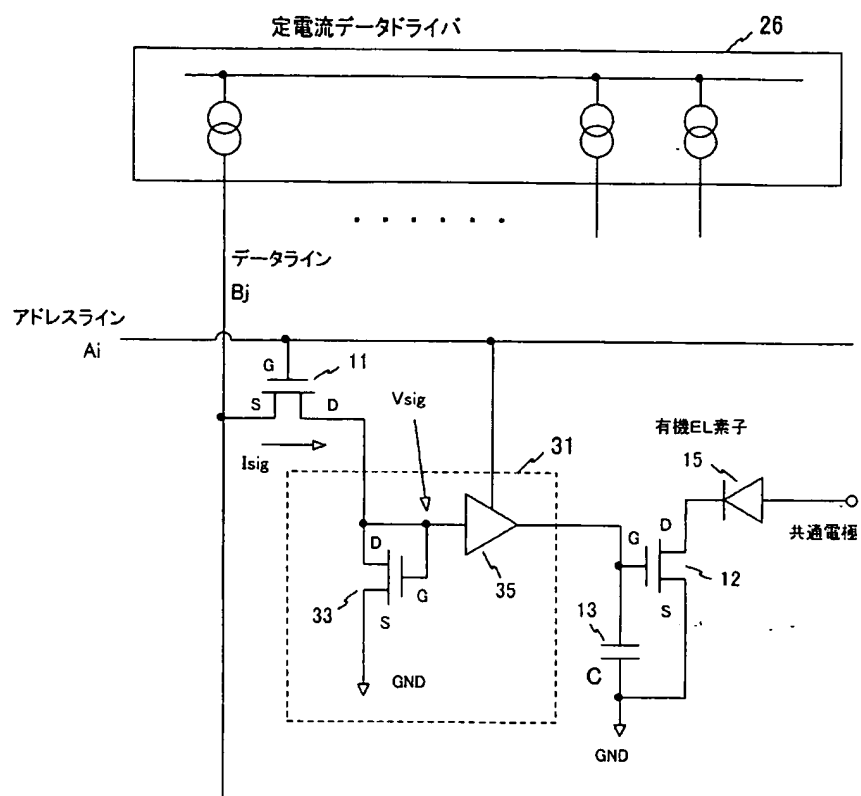 定電流データドライバ
26
データライン
Bj
アドレスライン
Ai
G
11
S
D
Vsig
Isig
31
有機EL素子
15
共通電極
D
G
33
S
35
GND
D
G
12
S
13
C
GND